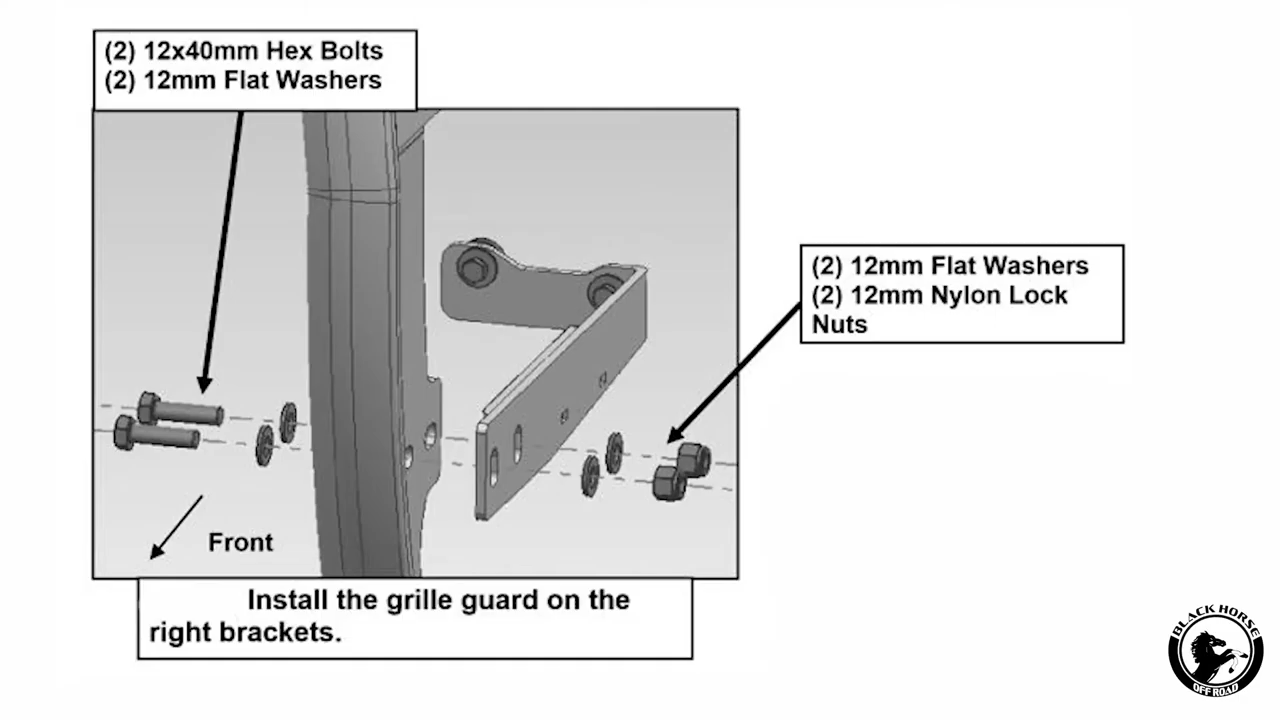 (2) 12x40mm Hex Bolts
(2) 12mm Flat Washers
(2) 12mm Flat Washers
(2) 12mm Nylon Lock
Nuts
Front
Install the grille guard on the
right brackets.
BLACK HORSE
OFF ROAD